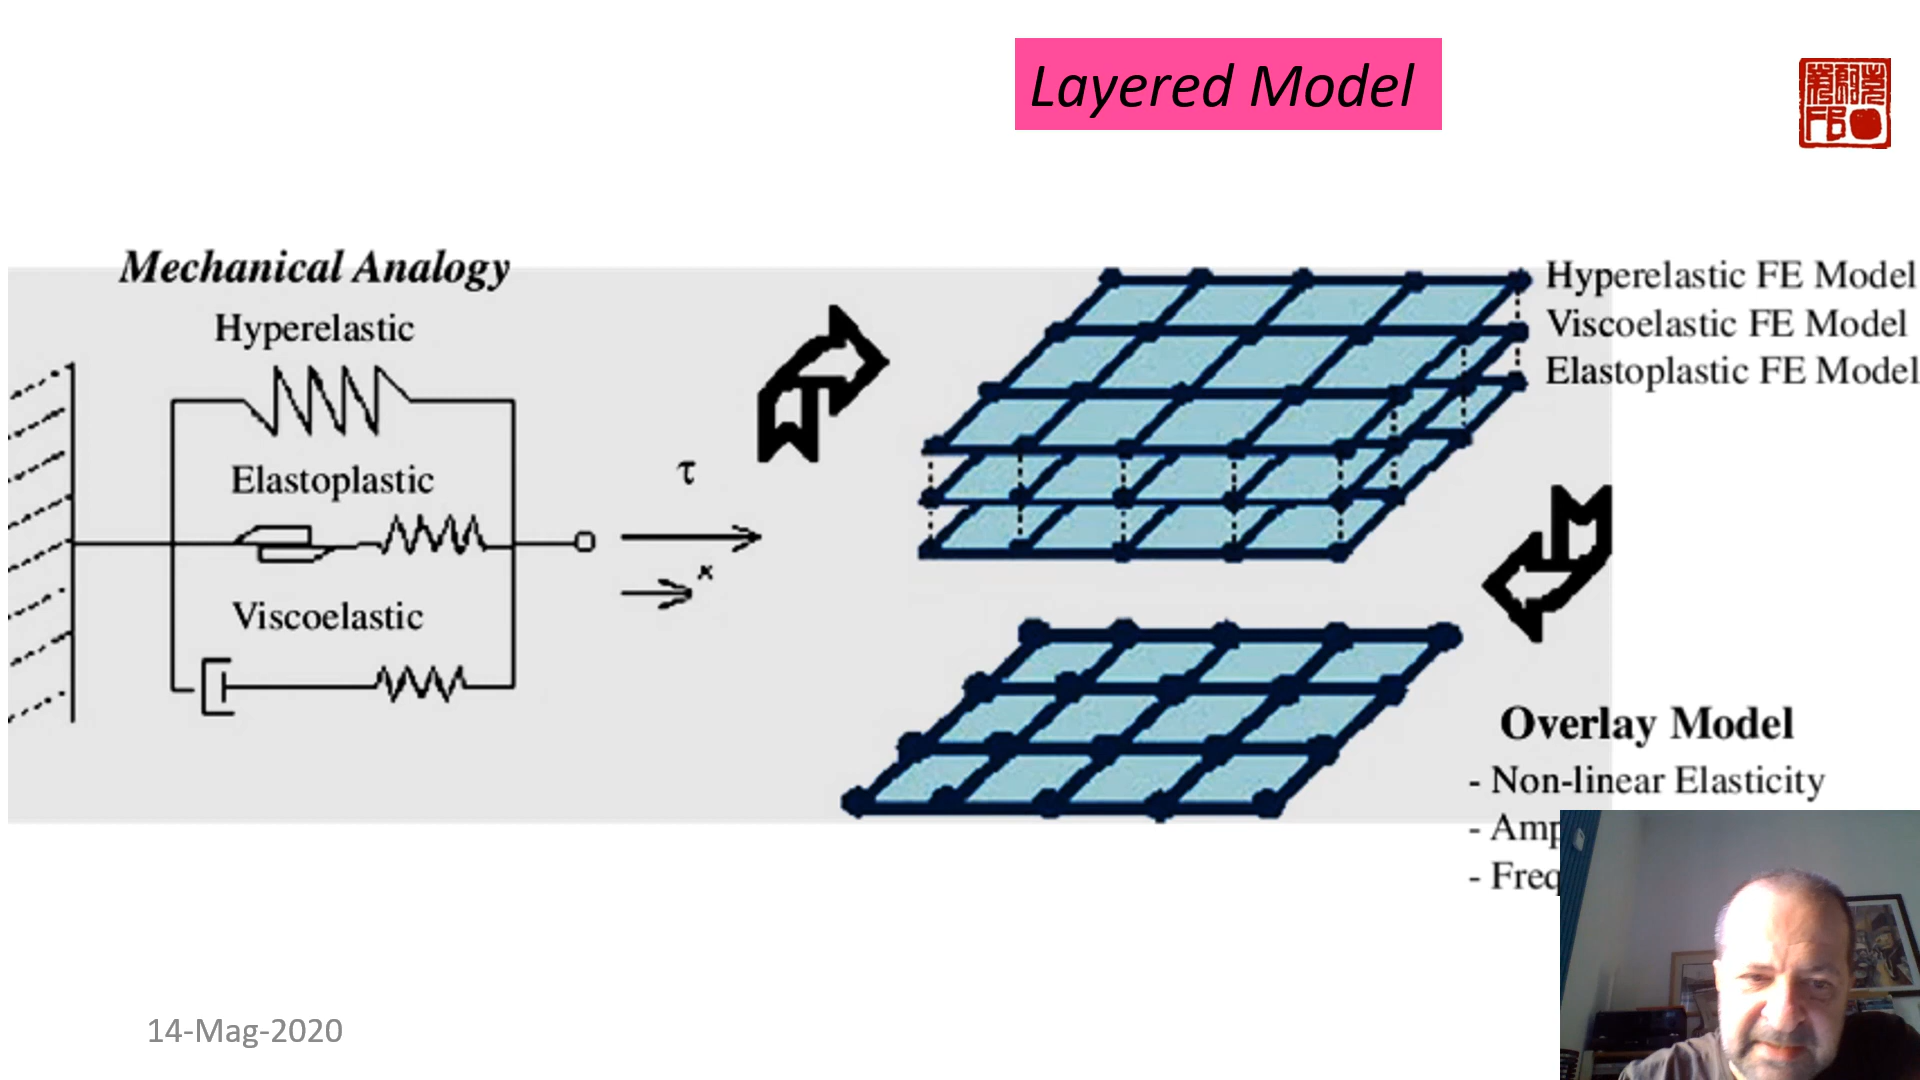 Layered Model
FB
Mechanical Analogy
Hyperelastic
Elastoplastic
Viscoelastic
τ
x
Hyperelastic FE Model
Viscoelastic FE Model
Elastoplastic FE Model
Overlay Model
- Non-linear Elasticity
- Amp
- Freq
14-Mag-2020